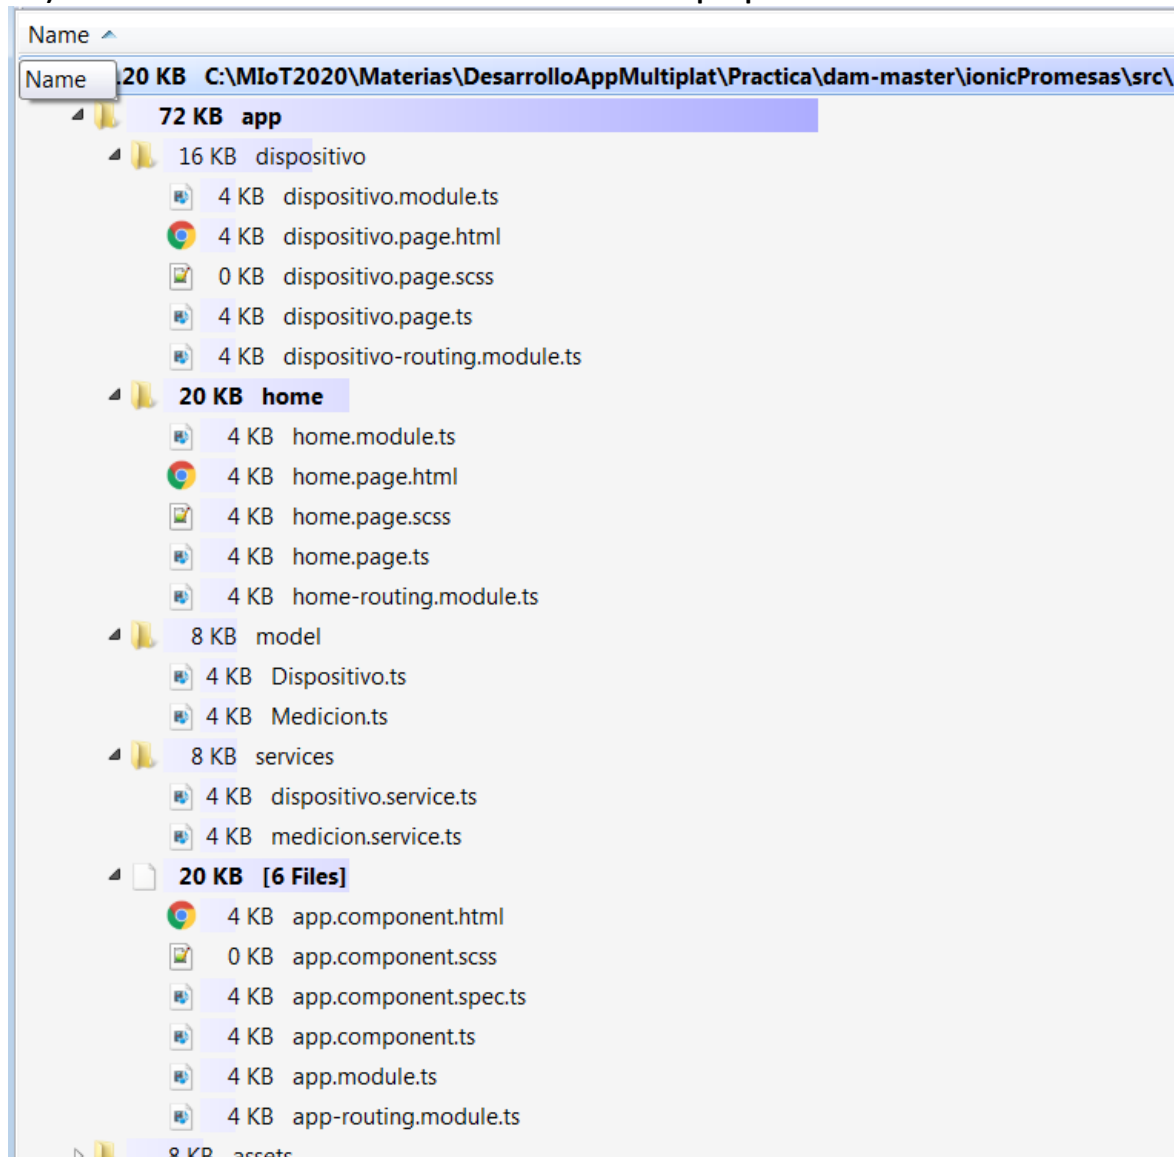 Name
Name .20 KB C:\MIoT2020\Materias\DesarrolloAppMultiplat\Practica\dam-master\ionicPromesas\src\
72 KB app
16 KB dispositivo
4 KB dispositivo.module.ts
4 KB dispositivo.page.html
0 KB dispositivo.page.scss
4 KB dispositivo.page.ts
4 KB dispositivo-routing.module.ts
20 KB home
4 KB home.module.ts
4 KB home.page.html
4 KB home.page.scss
4 KB home.page.ts
4 KB home-routing.module.ts
8 KB model
4 KB Dispositivo.ts
4 KB Medicion.ts
8 KB services
4 KB dispositivo.service.ts
4 KB medicion.service.ts
20 KB [6 Files]
4 KB app.component.html
0 KB app.component.scss
4 KB app.component.spec.ts
4 KB app.component.ts
4 KB app.module.ts
4 KB app-routing.module.ts
8 KB assets